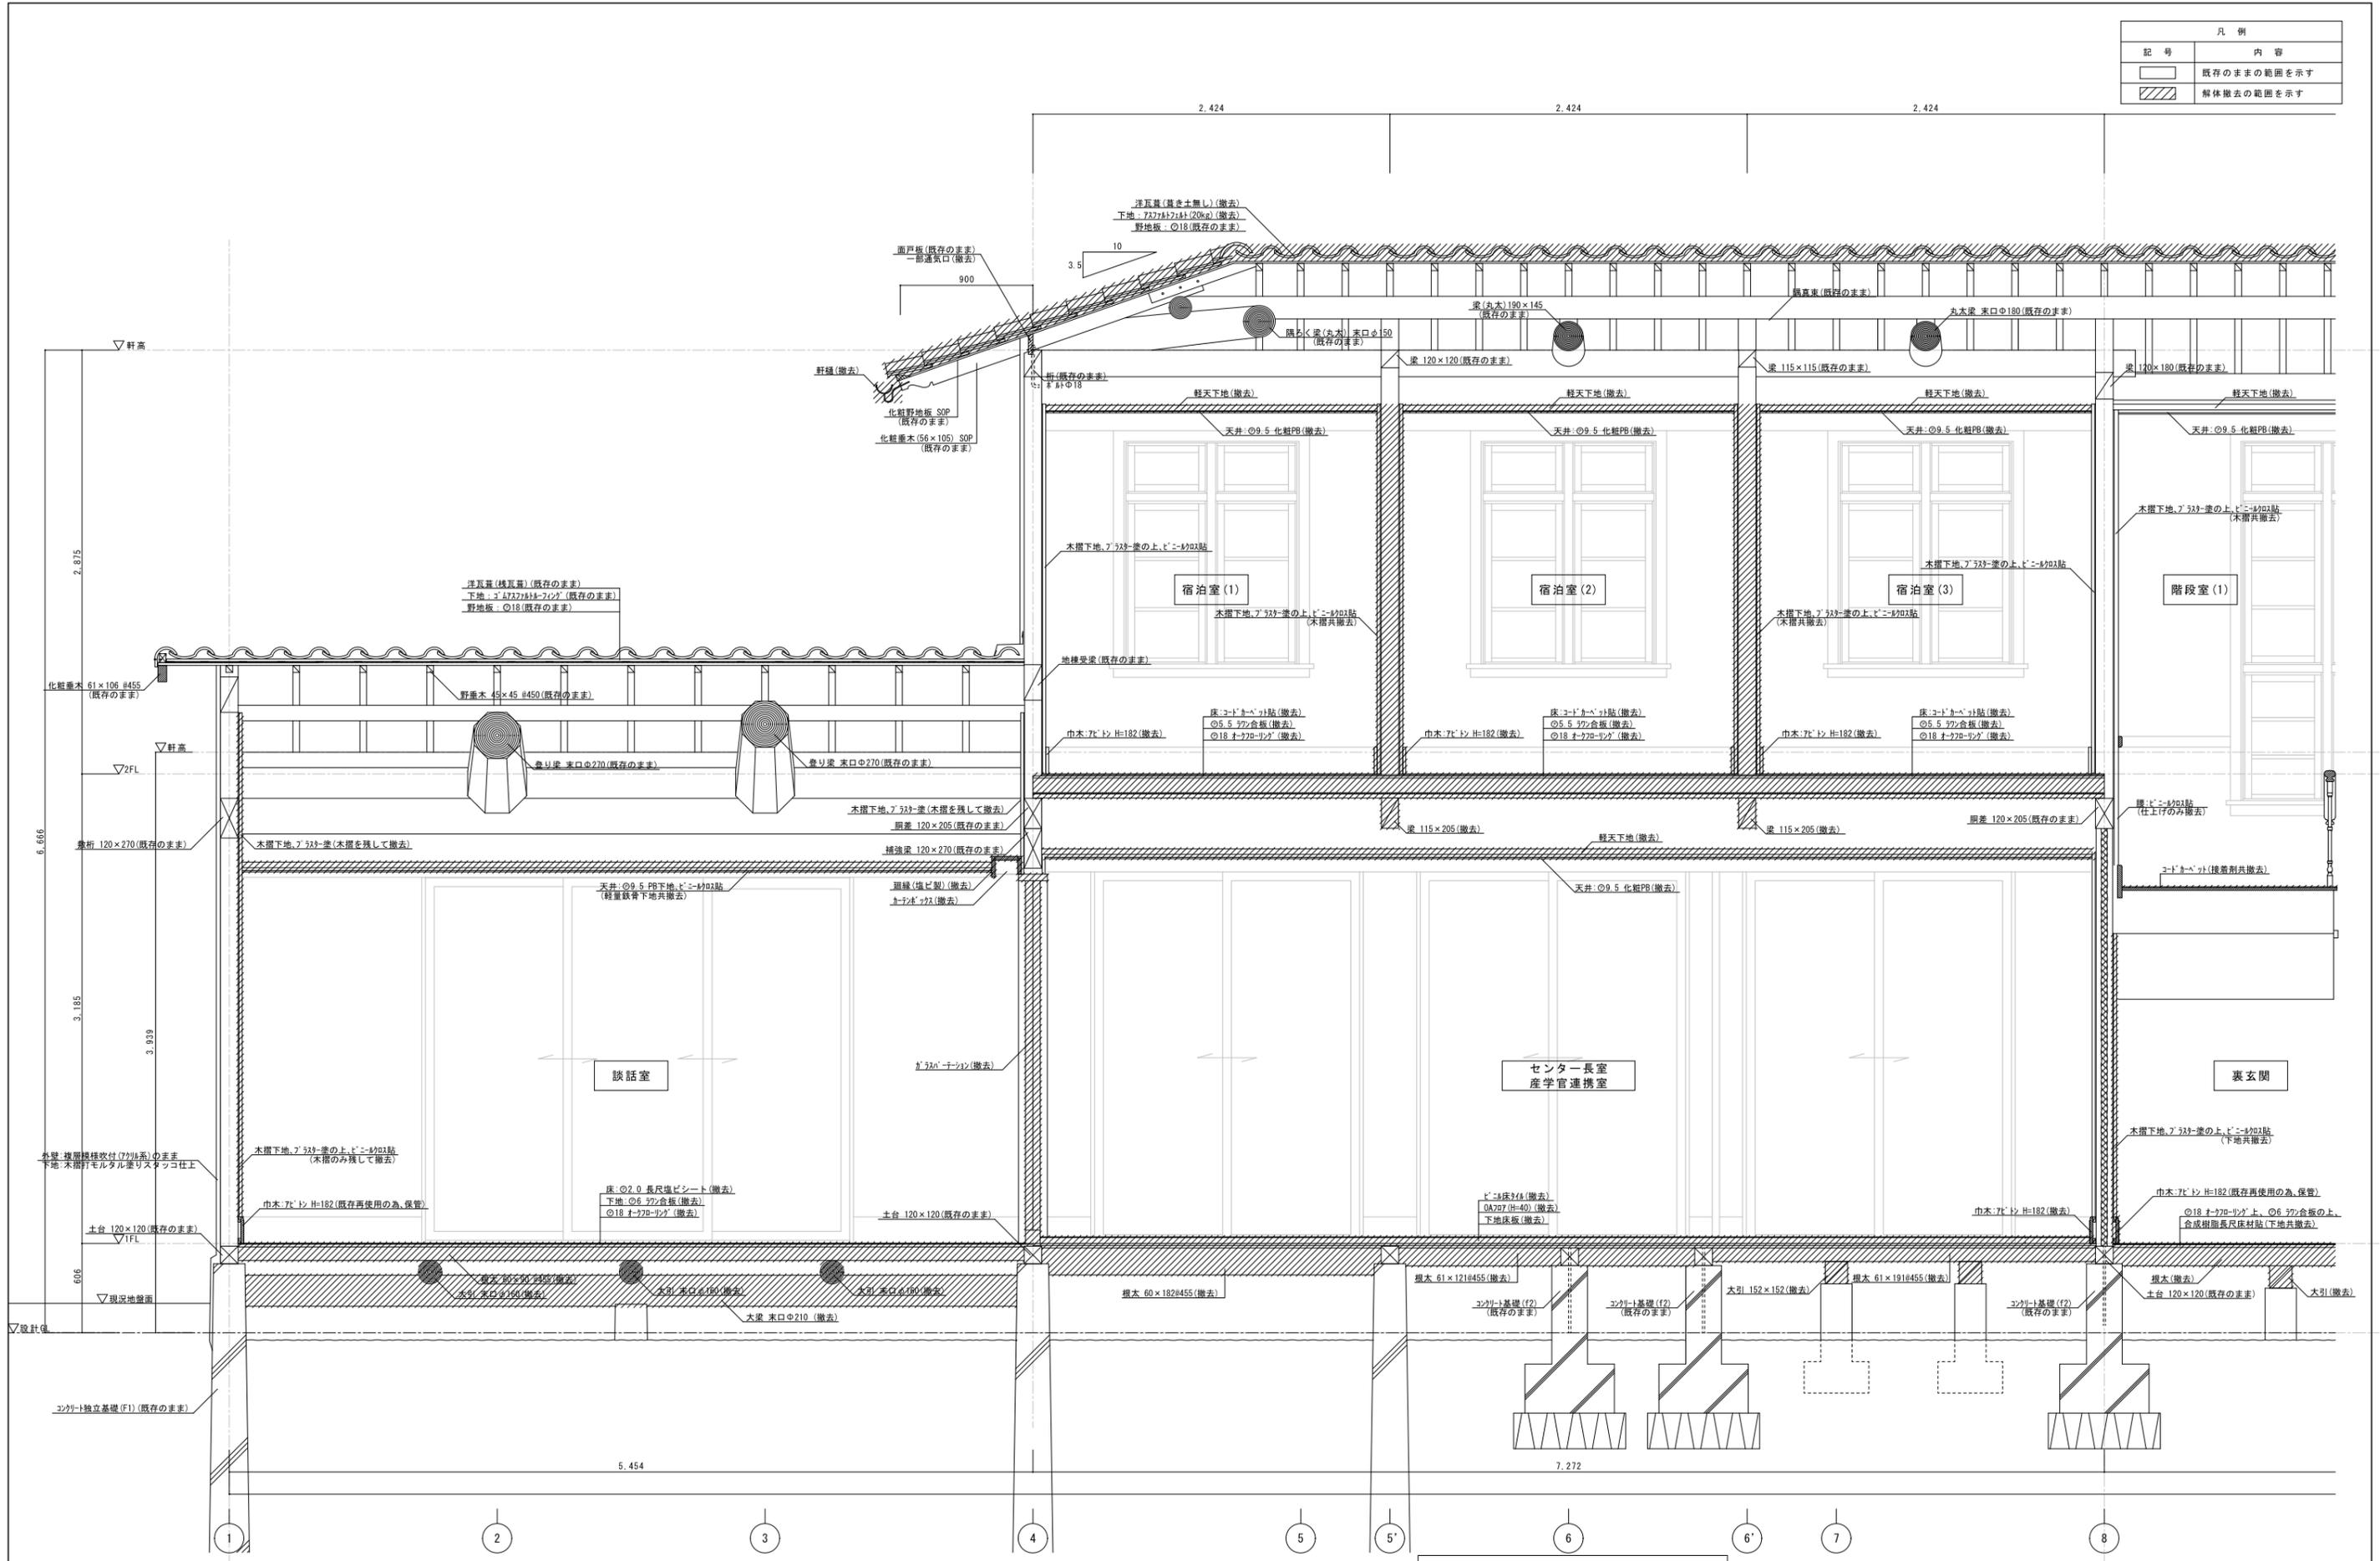 凡 例
記 号 内 容
既存のままの範囲を示す
解体撤去の範囲を示す
2,424 2,424 2,424
洋瓦葺(葺き土無し)(撤去)
下地:アスファルトフェルト(20kg)(撤去)
野地板:⊘18(既存のまま)
面戸板(既存のまま)
一部通気口(撤去)
10
3.5
900
梁(丸太)190×145
(既存のまま)
隅真束(既存のまま)
丸太梁 末口Φ180(既存のまま)
隅ろく梁(丸太) 末口φ150
(既存のまま)
▽軒高
軒樋(撤去)
桁(既存のまま)
ボルトΦ18
梁 120×120(既存のまま)
梁 115×115(既存のまま)
梁 120×180(既存のまま)
軽天下地(撤去)
軽天下地(撤去)
軽天下地(撤去)
軽天下地(撤去)
化粧野地板 SOP
(既存のまま)
化粧垂木(56×105) SOP
(既存のまま)
天井:⊘9.5 化粧PB(撤去)
天井:⊘9.5 化粧PB(撤去)
天井:⊘9.5 化粧PB(撤去)
天井:⊘9.5 化粧PB(撤去)
木摺下地、プラスター塗の上、ビニールクロス貼
(木摺共撤去)
木摺下地、プラスター塗の上、ビニールクロス貼
木摺下地、プラスター塗の上、ビニールクロス貼
2,875
洋瓦葺(桟瓦葺)(既存のまま)
下地:ゴムアスファルトルーフィング(既存のまま)
野地板:⊘18(既存のまま)
宿泊室(1)
宿泊室(2)
宿泊室(3)
階段室(1)
木摺下地、プラスター塗の上、ビニールクロス貼
(木摺共撤去)
木摺下地、プラスター塗の上、ビニールクロス貼
(木摺共撤去)
地棟受梁(既存のまま)
化粧垂木 61×106 @455
(既存のまま)
野垂木 45×45 @450(既存のまま)
床:コードカーペット貼(撤去)
⊘5.5 ラワン合板(撤去)
⊘18 オークフローリング(撤去)
床:コードカーペット貼(撤去)
⊘5.5 ラワン合板(撤去)
⊘18 オークフローリング(撤去)
床:コードカーペット貼(撤去)
⊘5.5 ラワン合板(撤去)
⊘18 オークフローリング(撤去)
巾木:アピトン H=182(撤去)
巾木:アピトン H=182(撤去)
巾木:アピトン H=182(撤去)
▽軒高
▽2FL
登り梁 末口Φ270(既存のまま)
登り梁 末口Φ270(既存のまま)
木摺下地、プラスター塗(木摺を残して撤去)
胴差 120×205(既存のまま)
補強梁 120×270(既存のまま)
梁 115×205(撤去)
梁 115×205(撤去)
胴差 120×205(既存のまま)
腰:ビニールクロス貼
(仕上げのみ撤去)
6,666
敷桁 120×270(既存のまま)
木摺下地、プラスター塗(木摺を残して撤去)
軽天下地(撤去)
天井:⊘9.5 PB下地、ビニールクロス貼
(軽量鉄骨下地共撤去)
廻縁(塩ビ製)(撤去)
カーテンボックス(撤去)
天井:⊘9.5 化粧PB(撤去)
コードカーペット(接着剤共撤去)
3,185
3,939
ガラスパーテーション(撤去)
談話室
センター長室
産学官連携室
裏玄関
外壁:複層模様吹付(アクリル系)のまま
下地:木摺打モルタル塗りスタッコ仕上
木摺下地、プラスター塗の上、ビニールクロス貼
(木摺のみ残して撤去)
木摺下地、プラスター塗の上、ビニールクロス貼
(下地共撤去)
巾木:アピトン H=182(既存再使用の為、保管)
床:⊘2.0 長尺塩ビシート(撤去)
下地:⊘6 ラワン合板(撤去)
⊘18 オークフローリング(撤去)
土台 120×120(既存のまま)
ビニル床タイル(撤去)
OAフロア(H=40)(撤去)
下地床板(撤去)
巾木:アピトン H=182(撤去)
巾木:アピトン H=182(既存再使用の為、保管)
⊘18 オークフローリング上、⊘6 ラワン合板の上、
合成樹脂長尺床材貼(下地共撤去)
土台 120×120(既存のまま)
▽1FL
606
▽現況地盤面
▽設計GL
根太 60×90 @455(撤去)
大引 末口φ160(撤去)
大引 末口φ160(撤去)
大引 末口φ160(撤去)
大梁 末口Φ210 (撤去)
根太 60×182@455(撤去)
根太 61×121@455(撤去)
大引 152×152(撤去)
根太 61×191@455(撤去)
根太(撤去)
土台 120×120(既存のまま)
大引(撤去)
コンクリート基礎(f2)
(既存のまま)
コンクリート基礎(f2)
(既存のまま)
コンクリート基礎(f2)
(既存のまま)
コンクリート独立基礎(F1)(既存のまま)
5,454 7,272
1 2 3 4 5 5' 6 6' 7 8